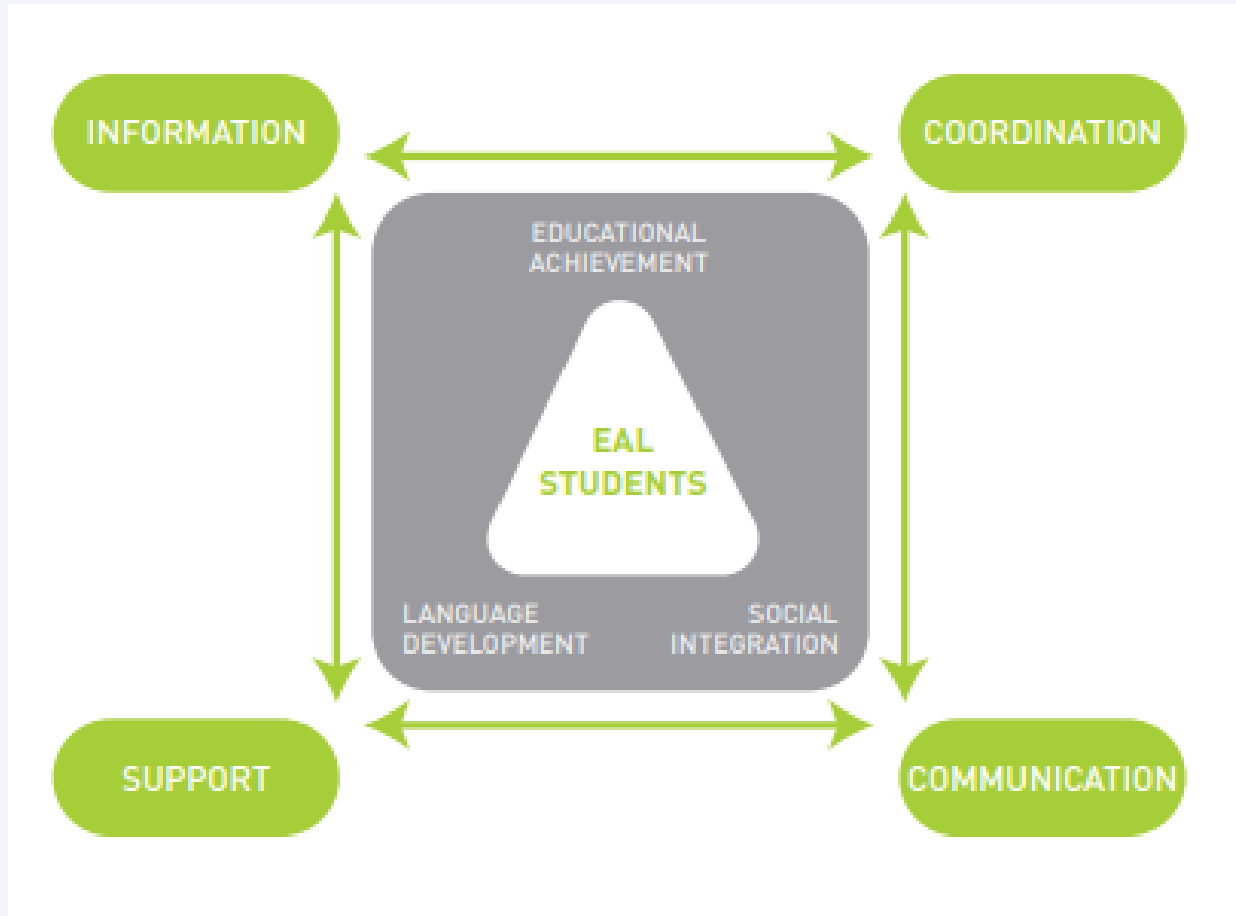 INFORMATION
COORDINATION
EDUCATIONAL
ACHIEVEMENT
EAL
STUDENTS
LANGUAGE
DEVELOPMENT
SOCIAL
INTEGRATION
SUPPORT
COMMUNICATION